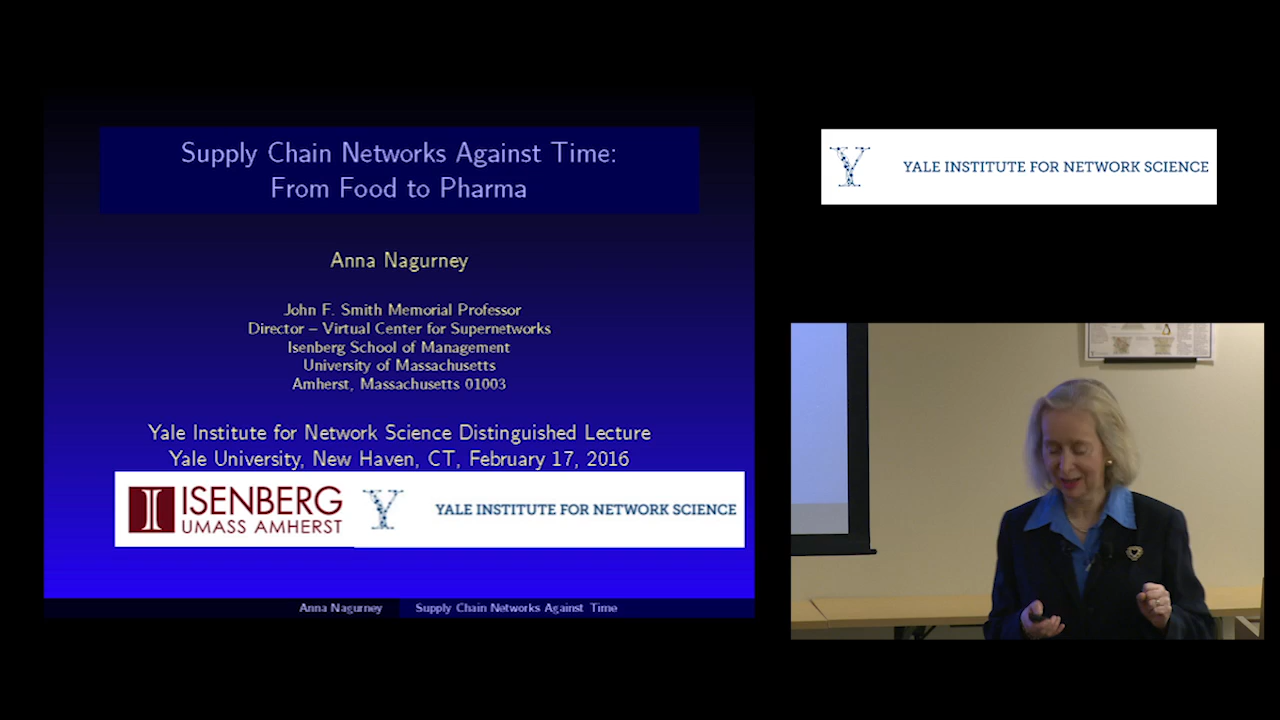 Supply Chain Networks Against Time:
From Food to Pharma
Anna Nagurney
John F. Smith Memorial Professor
Director – Virtual Center for Supernetworks
Isenberg School of Management
University of Massachusetts
Amherst, Massachusetts 01003
Yale Institute for Network Science Distinguished Lecture
Yale University, New Haven, CT, February 17, 2016
ISENBERG
UMASS AMHERST
YALE INSTITUTE FOR NETWORK SCIENCE
Anna Nagurney Supply Chain Networks Against Time
YALE INSTITUTE FOR NETWORK SCIENCE